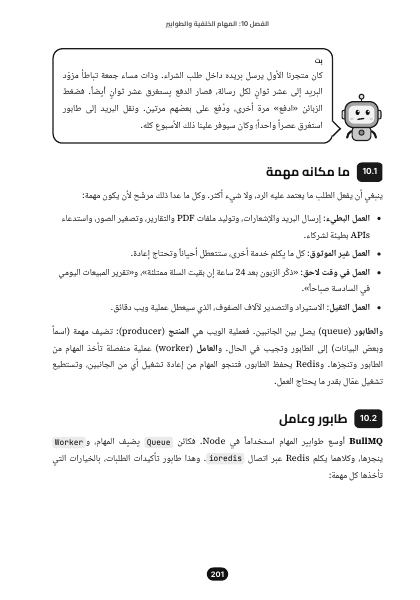 الفصل 10: المهام الخلفية والطوابير
بِت
كان متجرنا الأول يرسل بريده داخل طلب الشراء. وذات مساء جمعة تباطأ مزوّد
البريد إلى عشر ثوانٍ لكل رسالة، فصار الدفع يستغرق عشر ثوانٍ أيضاً. فضغط
الزبائن «ادفع» مرة أخرى، ودُفع على بعضهم مرتين. ونقل البريد إلى طابور
استغرق عصراً واحداً؛ وكان سيوفر علينا ذلك الأسبوع كله.
10.1 ما مكانه مهمة
ينبغي أن يفعل الطلب ما يعتمد عليه الرد، ولا شيء أكثر. وكل ما عدا ذلك مرشّح لأن يكون مهمة:
• العمل البطيء: إرسال البريد والإشعارات، وتوليد ملفات PDF والتقارير، وتصغير الصور، واستدعاء
APIs بطيئة لشركاء.
• العمل غير الموثوق: كل ما يكلم خدمة أخرى، ستتعطل أحياناً وتحتاج إعادة.
• العمل في وقت لاحق: «ذكّر الزبون بعد 24 ساعة إن بقيت السلة ممتلئة»، و«تقرير المبيعات اليومي
في السادسة صباحاً».
• العمل الثقيل: الاستيراد والتصدير لآلاف الصفوف، الذي سيعطل عملية ويب دقائق.
والطابور (queue) يصل بين الجانبين. فعملية الويب هي المنتج (producer): تضيف مهمة (اسماً
وبعض البيانات) إلى الطابور وتجيب في الحال. والعامل (worker) عملية منفصلة تأخذ المهام من
الطابور وتنجزها. وRedis يحفظ الطابور، فتنجو المهام من إعادة تشغيل أي من الجانبين، وتستطيع
تشغيل عمّال بقدر ما يحتاج العمل.
10.2 طابور وعامل
BullMQ أوسع طوابير المهام استخداماً في Node. فكائن Queue يضيف المهام، وWorker
ينجزها، وكلاهما يكلم Redis عبر اتصال ioredis. وهذا طابور تأكيدات الطلبات، بالخيارات التي
تأخذها كل مهمة:
201